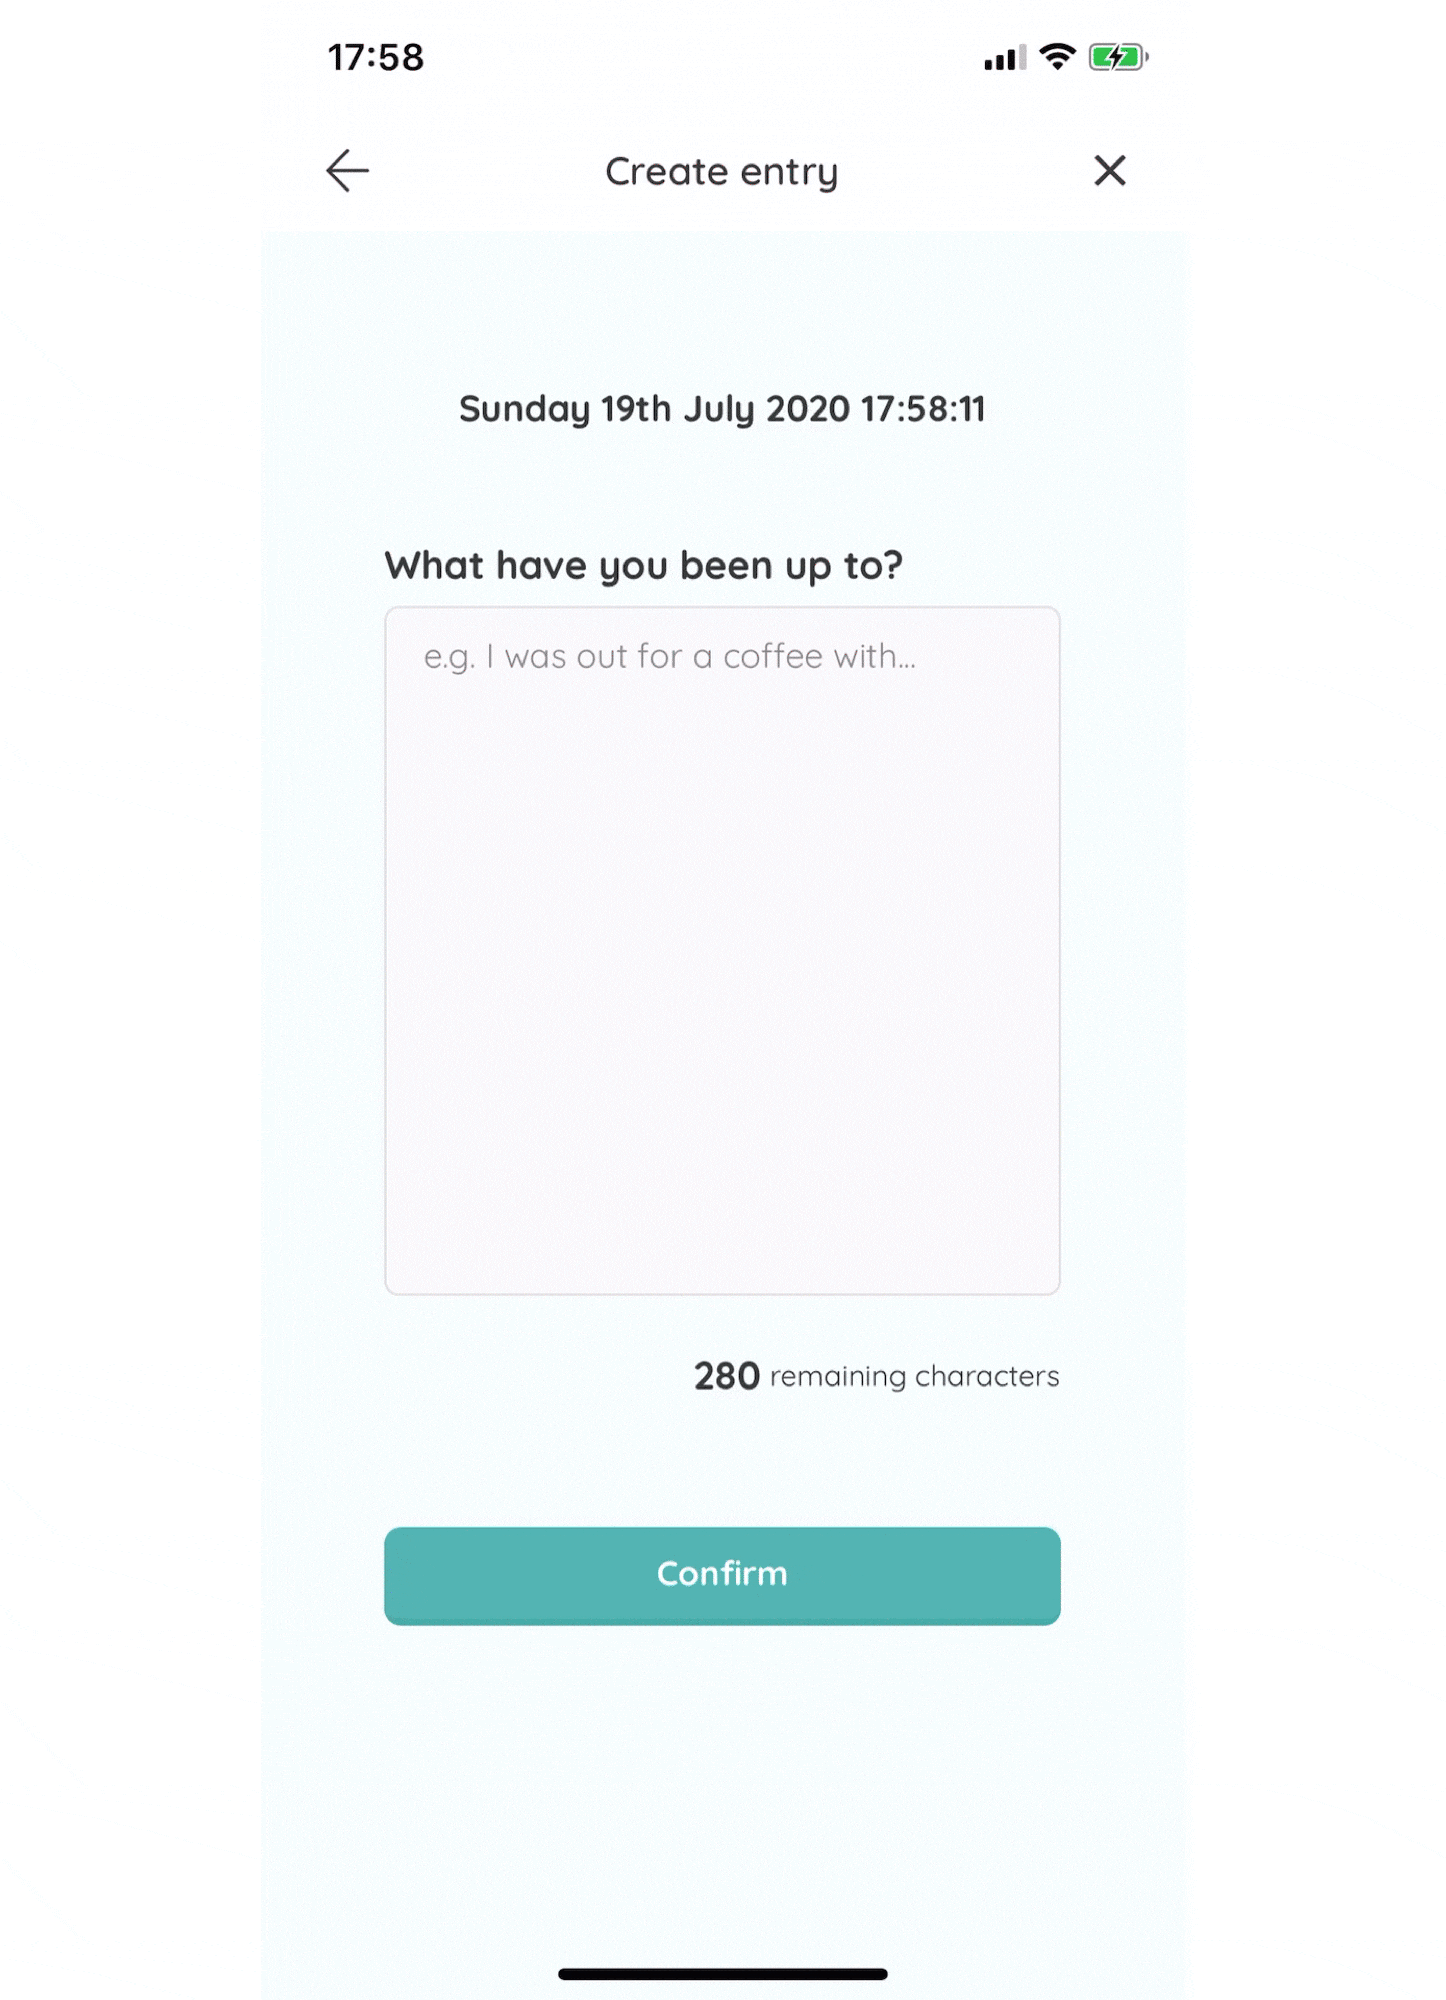 17:58
Create entry
Sunday 19th July 2020 17:58:11
What have you been up to?
e.g. I was out for a coffee with...
280 remaining characters
Confirm